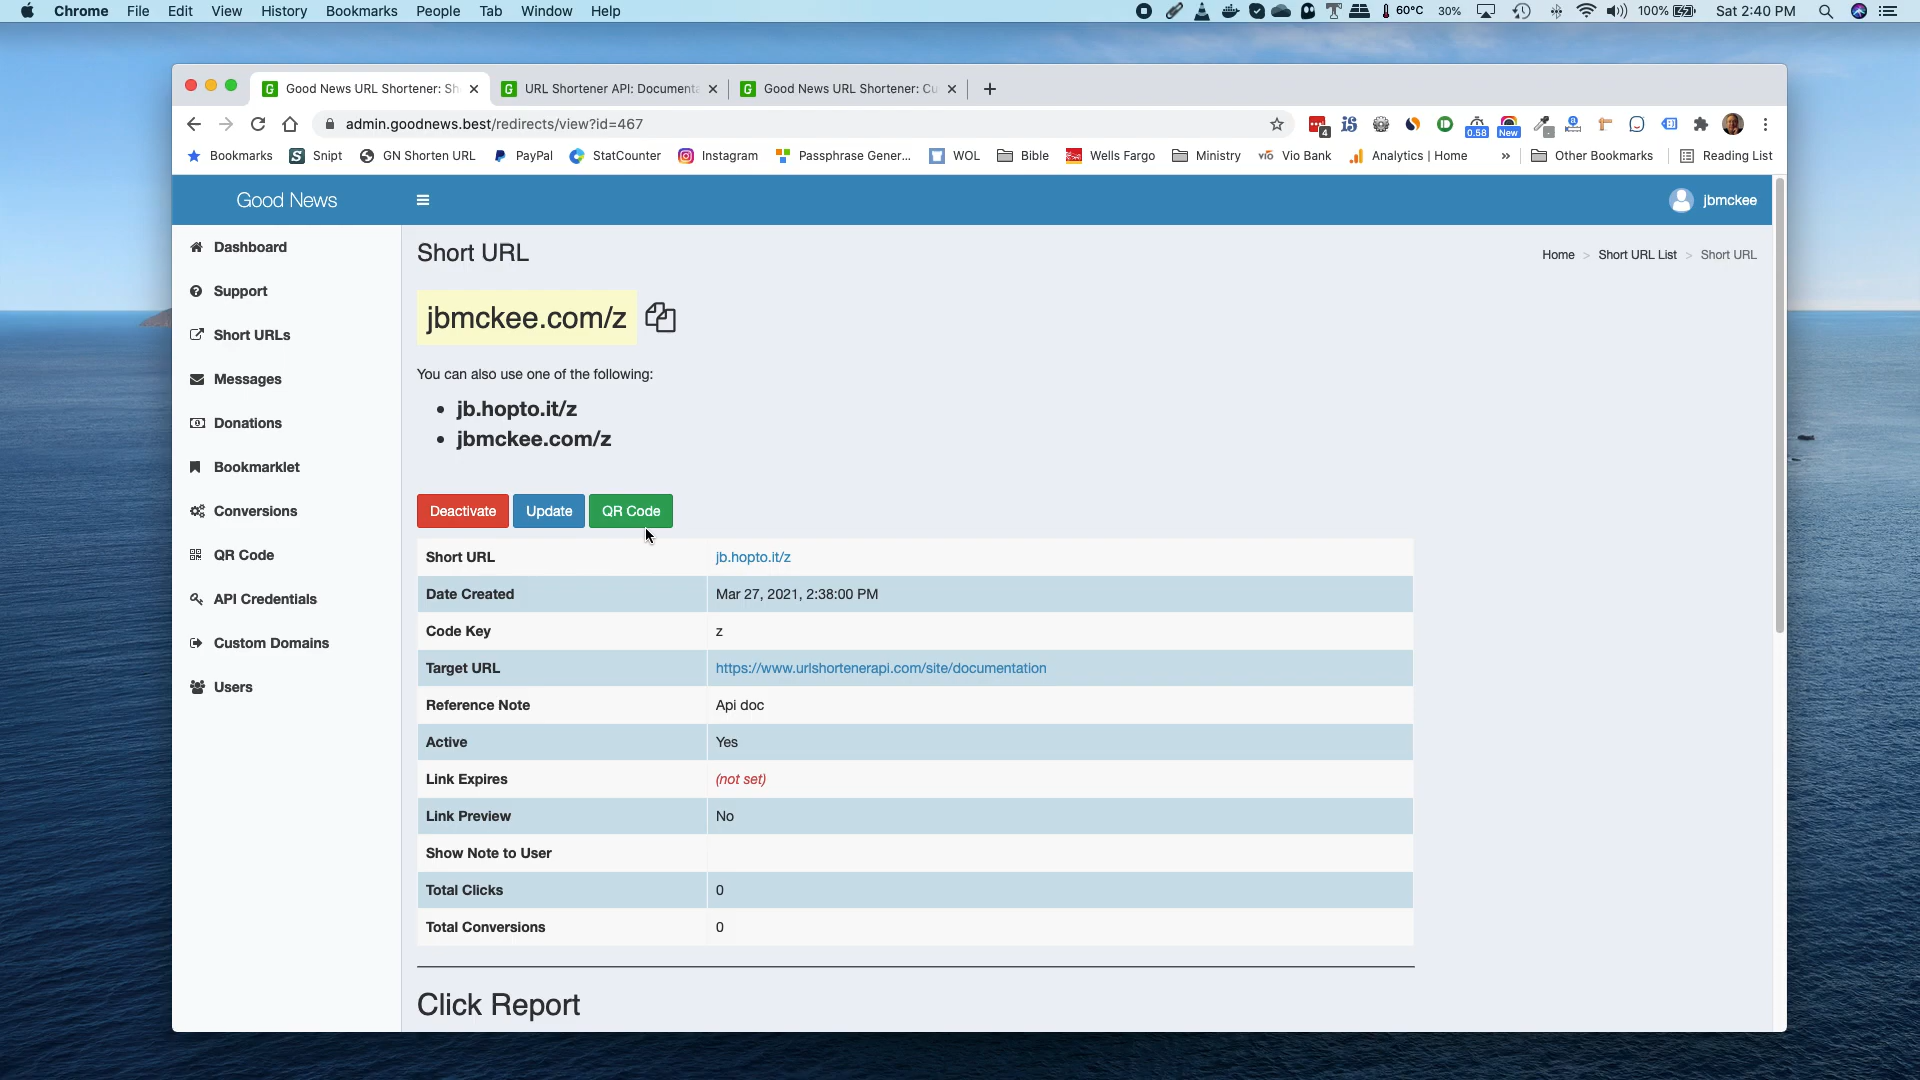 Chrome File Edit View History Bookmarks People Tab Window Help 60°C 30% 100% Sat 2:40 PM
Good News URL Shortener: Sh URL Shortener API: Documenta Good News URL Shortener: Cu
admin.goodnews.best/redirects/view?id=467 4 0.58 New
Bookmarks Snipt GN Shorten URL PayPal StatCounter Instagram Passphrase Gener... WOL Bible Wells Fargo Ministry Vio Bank Analytics | Home » Other Bookmarks Reading List
Good News jbmckee
Dashboard
Support
Short URLs
Messages
Donations
Bookmarklet
Conversions
QR Code
API Credentials
Custom Domains
Users
Short URL
Home > Short URL List > Short URL
jbmckee.com/z
You can also use one of the following:
• jb.hopto.it/z
• jbmckee.com/z
Deactivate Update QR Code
Short URL jb.hopto.it/z
Date Created Mar 27, 2021, 2:38:00 PM
Code Key z
Target URL https://www.urlshortenerapi.com/site/documentation
Reference Note Api doc
Active Yes
Link Expires (not set)
Link Preview No
Show Note to User
Total Clicks 0
Total Conversions 0
Click Report